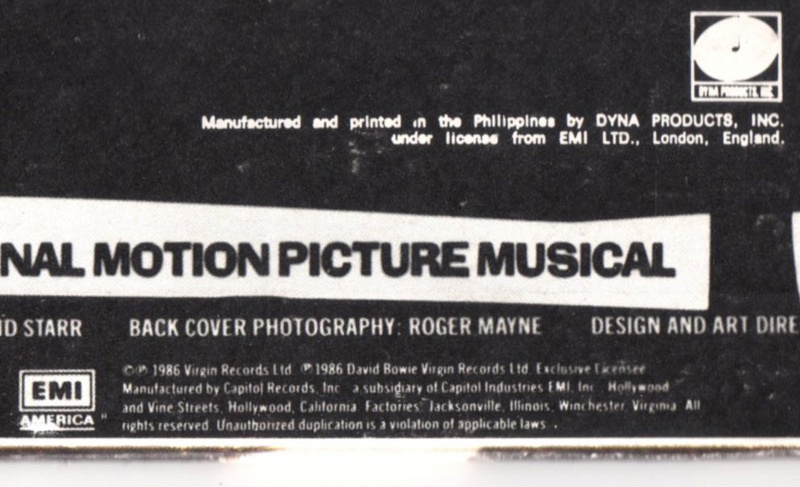 DYNA PRODUCTS, INC.
Manufactured and printed in the Philippines by DYNA PRODUCTS, INC.
under license from EMI LTD., London, England.
NAL MOTION PICTURE MUSICAL
ID STARR BACK COVER PHOTOGRAPHY: ROGER MAYNE DESIGN AND ART DIRE
EMI
AMERICA
©℗ 1986 Virgin Records Ltd ℗ 1986 David Bowie Virgin Records Ltd. Exclusive Licensee
Manufactured by Capitol Records, Inc a subsidiary of Capitol Industries EMI, Inc. Hollywood
and Vine Streets, Hollywood, California. Factories: Jacksonville, Illinois, Winchester, Virginia. All
rights reserved. Unauthorized duplication is a violation of applicable laws.